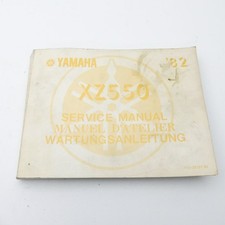 YAMAHA '82
XZ550
SERVICE MANUAL
MANUEL D'ATELIER
WARTUNGSANLEITUNG